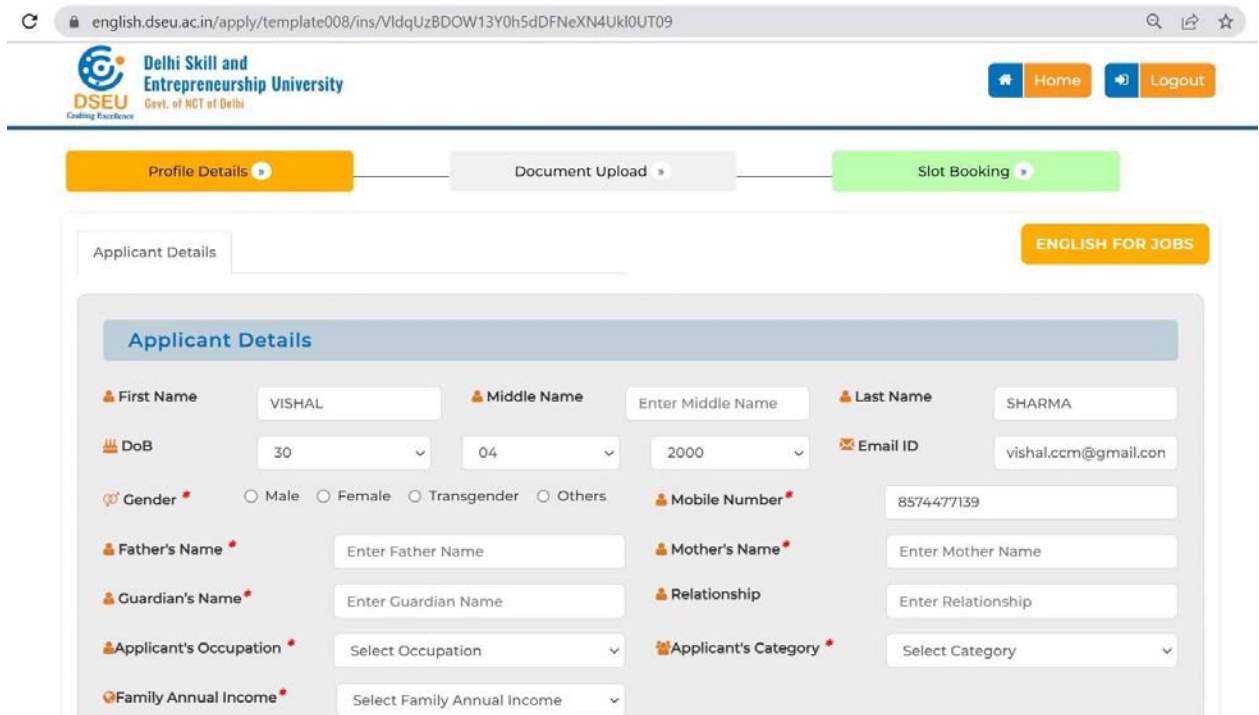 english.dseu.ac.in/apply/template008/ins/VldqUzBDOW13Y0h5dDFNeXN4Ukl0UT09
Delhi Skill and
Entrepreneurship University
Govt. of NCT of Delhi
DSEU
Crafting Excellence
Home
Logout
Profile Details »
Document Upload »
Slot Booking »
Applicant Details
ENGLISH FOR JOBS
Applicant Details
First Name VISHAL Middle Name Enter Middle Name Last Name SHARMA
DoB 30 04 2000 Email ID vishal.ccm@gmail.con
Gender * Male Female Transgender Others Mobile Number* 8574477139
Father's Name * Enter Father Name Mother's Name* Enter Mother Name
Guardian's Name* Enter Guardian Name Relationship Enter Relationship
Applicant's Occupation * Select Occupation Applicant's Category * Select Category
Family Annual Income* Select Family Annual Income